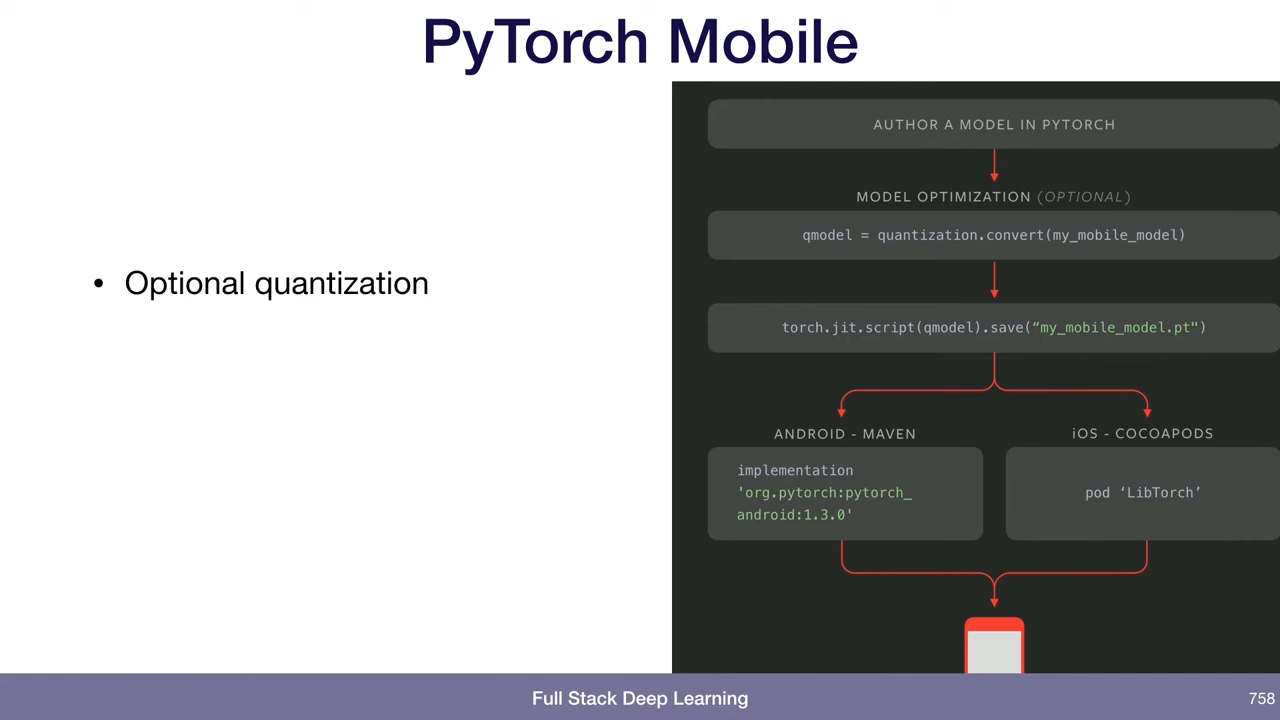 PyTorch Mobile
• Optional quantization
AUTHOR A MODEL IN PYTORCH
MODEL OPTIMIZATION (OPTIONAL)
qmodel = quantization.convert(my_mobile_model)
torch.jit.script(qmodel).save(“my_mobile_model.pt")
ANDROID - MAVEN
implementation
'org.pytorch:pytorch_
android:1.3.0'
iOS - COCOAPODS
pod ‘LibTorch’
Full Stack Deep Learning
758